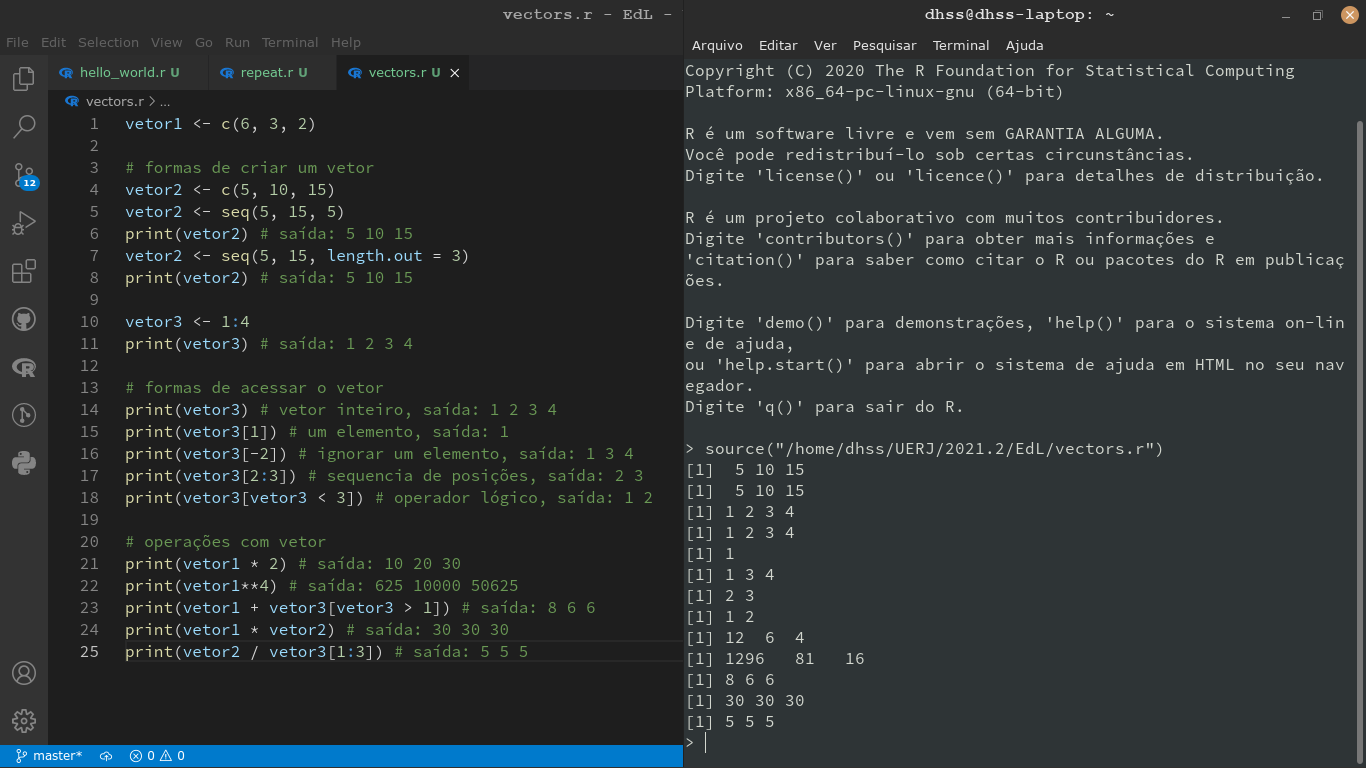 vectors.r - EdL -
File Edit Selection View Go Run Terminal Help
hello_world.r U repeat.r U vectors.r U
vectors.r > ...
1 vetor1 <- c(6, 3, 2)
2
3 # formas de criar um vetor
4 vetor2 <- c(5, 10, 15)
5 vetor2 <- seq(5, 15, 5)
6 print(vetor2) # saída: 5 10 15
7 vetor2 <- seq(5, 15, length.out = 3)
8 print(vetor2) # saída: 5 10 15
9
10 vetor3 <- 1:4
11 print(vetor3) # saída: 1 2 3 4
12
13 # formas de acessar o vetor
14 print(vetor3) # vetor inteiro, saída: 1 2 3 4
15 print(vetor3[1]) # um elemento, saída: 1
16 print(vetor3[-2]) # ignorar um elemento, saída: 1 3 4
17 print(vetor3[2:3]) # sequencia de posições, saída: 2 3
18 print(vetor3[vetor3 < 3]) # operador lógico, saída: 1 2
19
20 # operações com vetor
21 print(vetor1 * 2) # saída: 10 20 30
22 print(vetor1**4) # saída: 625 10000 50625
23 print(vetor1 + vetor3[vetor3 > 1]) # saída: 8 6 6
24 print(vetor1 * vetor2) # saída: 30 30 30
25 print(vetor2 / vetor3[1:3]) # saída: 5 5 5
12
master* 0 0
dhss@dhss-laptop: ~
Arquivo Editar Ver Pesquisar Terminal Ajuda
Copyright (C) 2020 The R Foundation for Statistical Computing
Platform: x86_64-pc-linux-gnu (64-bit)
R é um software livre e vem sem GARANTIA ALGUMA.
Você pode redistribuí-lo sob certas circunstâncias.
Digite 'license()' ou 'licence()' para detalhes de distribuição.
R é um projeto colaborativo com muitos contribuidores.
Digite 'contributors()' para obter mais informações e
'citation()' para saber como citar o R ou pacotes do R em publicaç
ões.
Digite 'demo()' para demonstrações, 'help()' para o sistema on-lin
e de ajuda,
ou 'help.start()' para abrir o sistema de ajuda em HTML no seu nav
egador.
Digite 'q()' para sair do R.
> source("/home/dhss/UERJ/2021.2/EdL/vectors.r")
[1]  5 10 15
[1]  5 10 15
[1] 1 2 3 4
[1] 1 2 3 4
[1] 1
[1] 1 3 4
[1] 2 3
[1] 1 2
[1] 12  6  4
[1] 1296   81   16
[1] 8 6 6
[1] 30 30 30
[1] 5 5 5
>